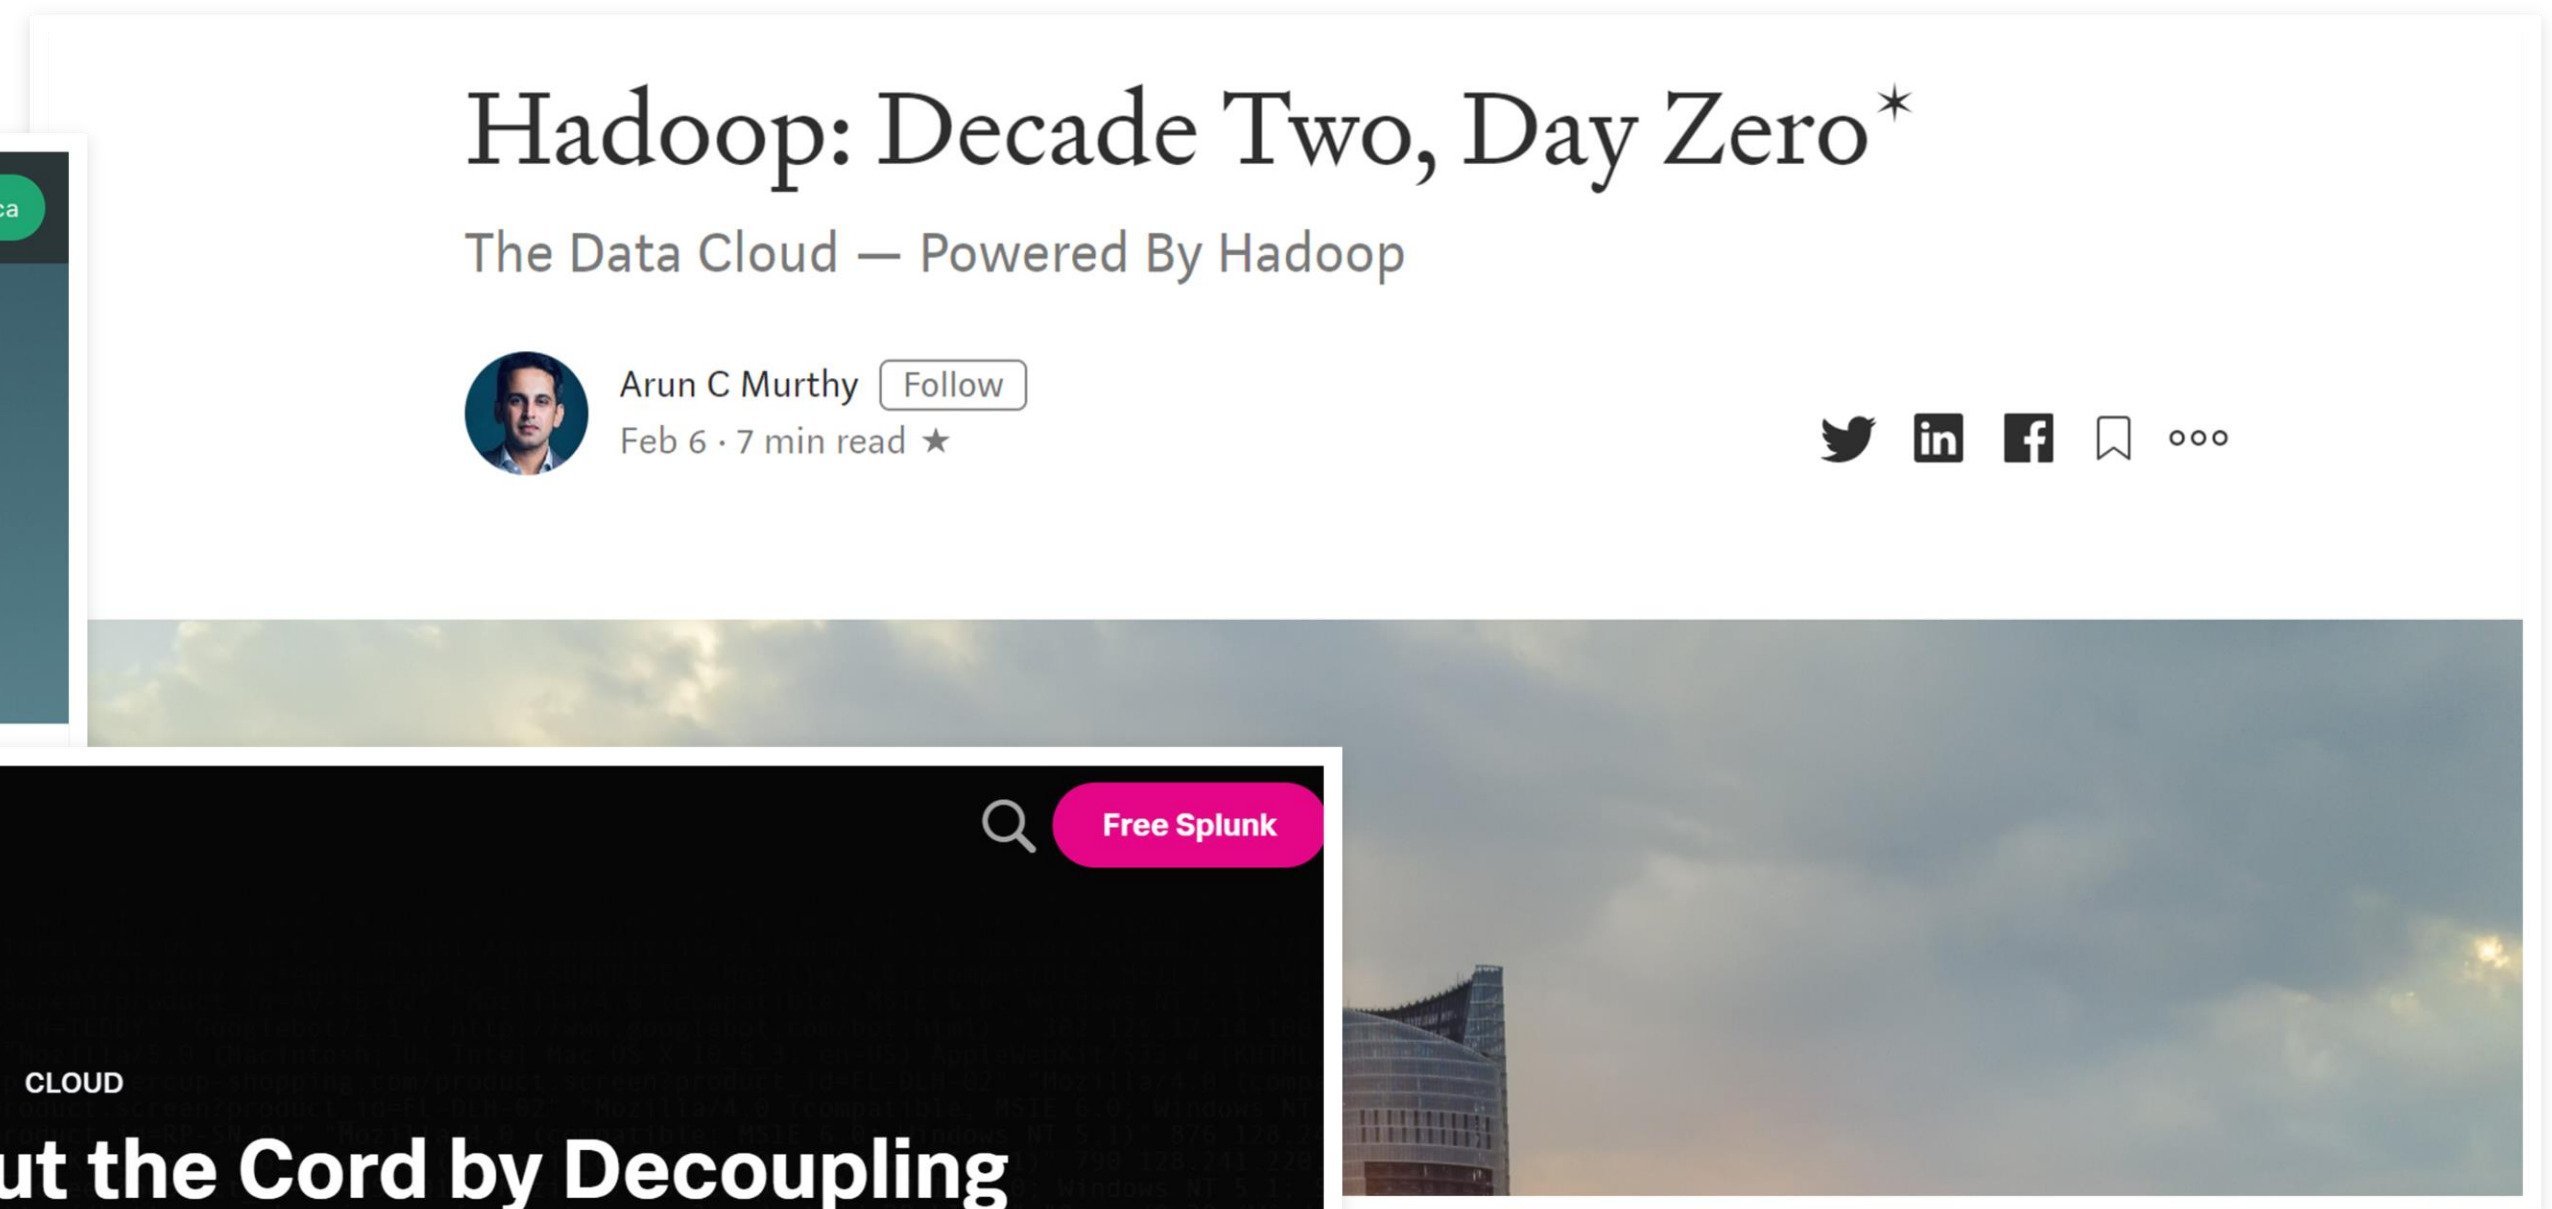 Hadoop: Decade Two, Day Zero*
The Data Cloud — Powered By Hadoop
ca
Arun C Murthy Follow
Feb 6 · 7 min read ★
Free Splunk
CLOUD
ut the Cord by Decoupling